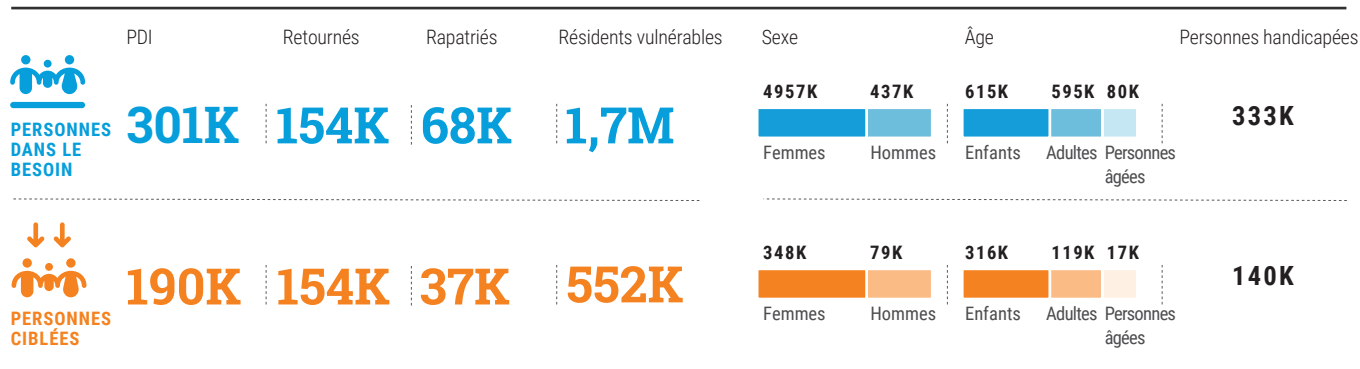 PDI Retournés Rapatriés Résidents vulnérables Sexe Âge Personnes handicapées
PERSONNES
DANS LE
BESOIN
301K 154K 68K 1,7M
4957K 437K 615K 595K 80K
Femmes Hommes Enfants Adultes Personnes
âgées
333K
PERSONNES
CIBLÉES
190K 154K 37K 552K
348K 79K 316K 119K 17K
Femmes Hommes Enfants Adultes Personnes
âgées
140K